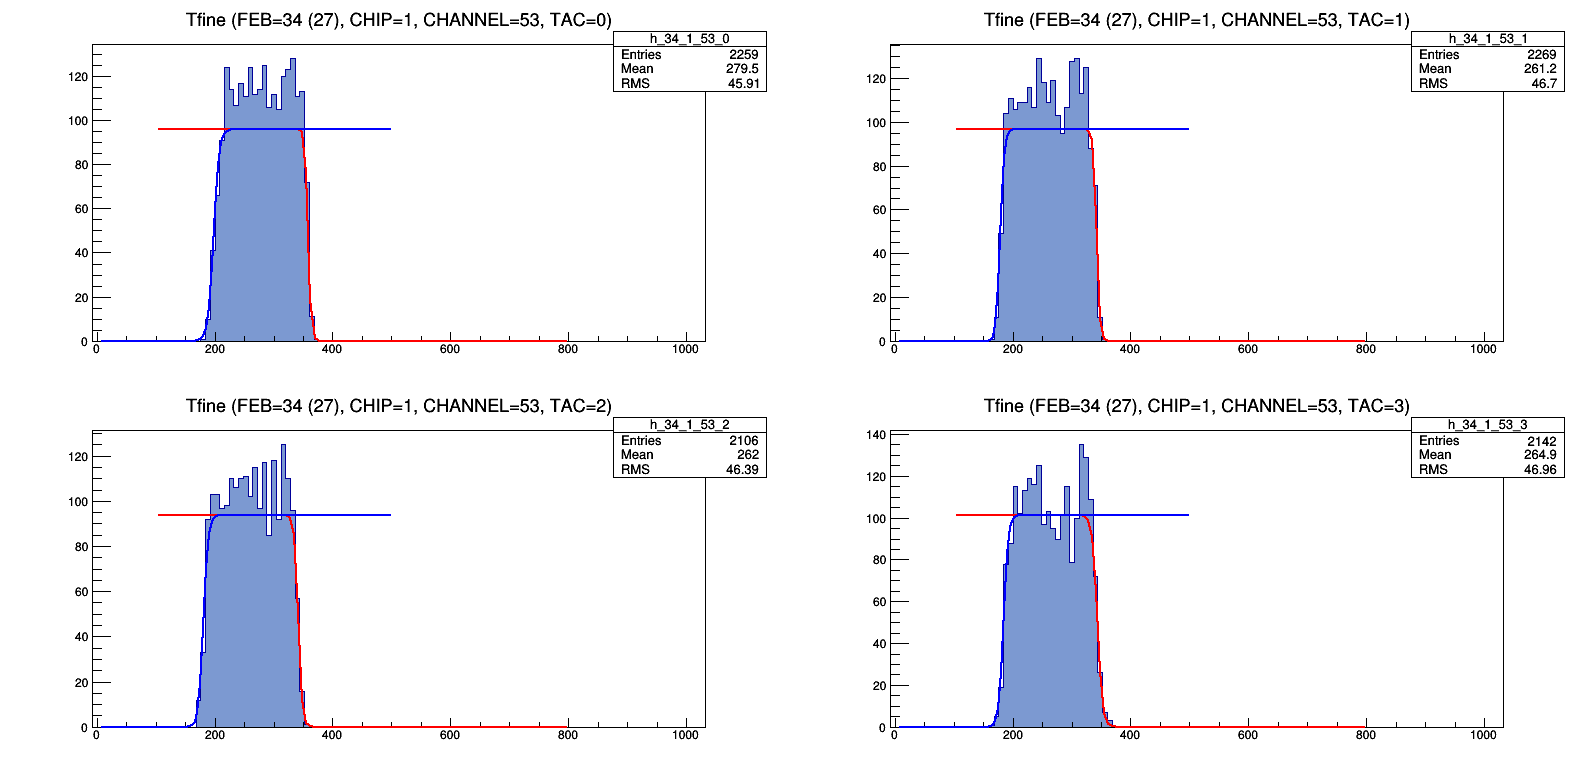 Tfine (FEB=34 (27), CHIP=1, CHANNEL=53, TAC=0)
h_34_1_53_0
Entries 2259
Mean 279.5
RMS 45.91
120
100
80
60
40
20
0
0 200 400 600 800 1000
Tfine (FEB=34 (27), CHIP=1, CHANNEL=53, TAC=1)
h_34_1_53_1
Entries 2269
Mean 261.2
RMS 46.7
120
100
80
60
40
20
0
0 200 400 600 800 1000
Tfine (FEB=34 (27), CHIP=1, CHANNEL=53, TAC=2)
h_34_1_53_2
Entries 2106
Mean 262
RMS 46.39
120
100
80
60
40
20
0
0 200 400 600 800 1000
Tfine (FEB=34 (27), CHIP=1, CHANNEL=53, TAC=3)
h_34_1_53_3
Entries 2142
Mean 264.9
RMS 46.96
140
120
100
80
60
40
20
0
0 200 400 600 800 1000